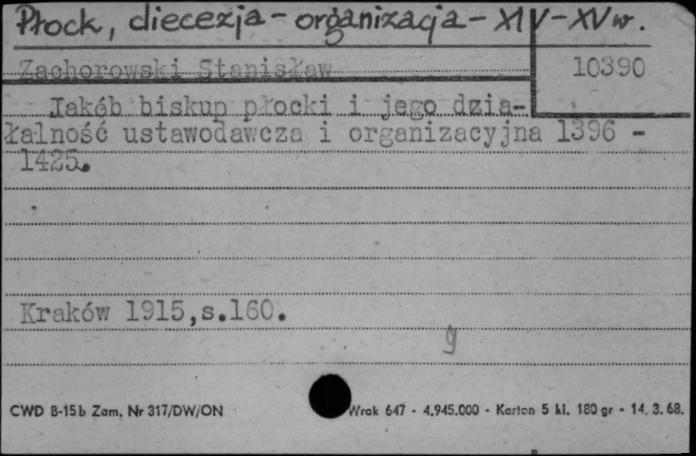 Płock, diecezja - organizacja - XIV - XV w.
Zachorowski Stanisław 10390
Jakób biskup płocki i jego dzia-
łalność ustawodawcza i organizacyjna 1396 -
1425.
Kraków 1915,s.160.
g
CWD B-15b Zam. Nr 317/DW/ON Wrak 647 - 4.945.000 - Karton 5 kl. 180 gr - 14. 3. 68.